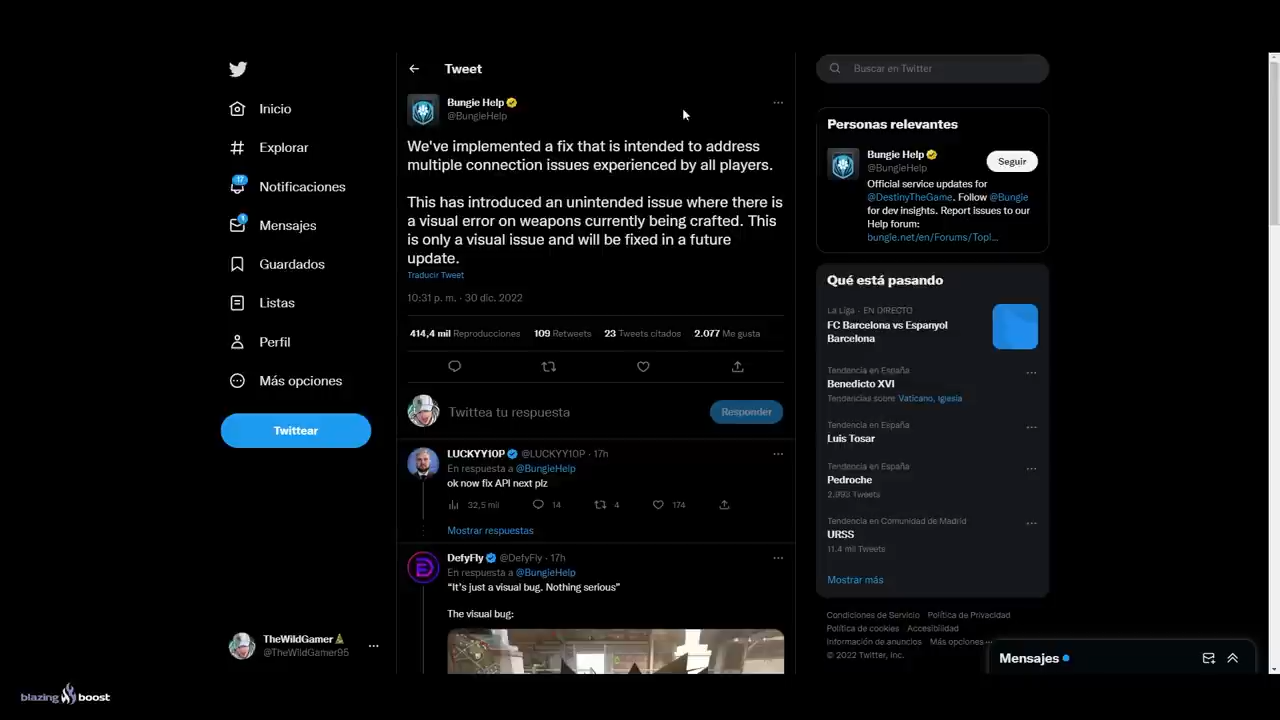 Inicio
Explorar
17
Notificaciones
1
Mensajes
Guardados
Listas
Perfil
Más opciones
Twittear
TheWildGamer
@TheWildGamer95
Tweet
Bungie Help
@BungieHelp
We've implemented a fix that is intended to address
multiple connection issues experienced by all players.
This has introduced an unintended issue where there is
a visual error on weapons currently being crafted. This
is only a visual issue and will be fixed in a future
update.
Traducir Tweet
10:31 p. m. · 30 dic. 2022
414,4 mil Reproducciones 109 Retweets 23 Tweets citados 2.077 Me gusta
Twittea tu respuesta
Responder
LUCKYY10P @LUCKYY10P · 17h
En respuesta a @BungieHelp
ok now fix API next plz
32,5 mil 14 4 174
Mostrar respuestas
DefyFly @DefyFly · 17h
En respuesta a @BungieHelp
“It’s just a visual bug. Nothing serious”
The visual bug:
Buscar en Twitter
Personas relevantes
Bungie Help
@BungieHelp
Seguir
Official service updates for
@DestinyTheGame. Follow @Bungie
for dev insights. Report issues to our
Help forum:
bungie.net/en/Forums/Topi…
Qué está pasando
La Liga · EN DIRECTO
FC Barcelona vs Espanyol
Barcelona
Tendencia en España
Benedicto XVI
Tendencias sobre Vaticano, iglesia
Tendencia en España
Luis Tosar
Tendencia en España
Pedroche
2.993 Tweets
Tendencia en Comunidad de Madrid
URSS
11,4 mil Tweets
Mostrar más
Condiciones de Servicio Política de Privacidad
Política de cookies Accesibilidad
Información de anuncios Más opciones ···
© 2022 Twitter, Inc.
Mensajes
blazing boost